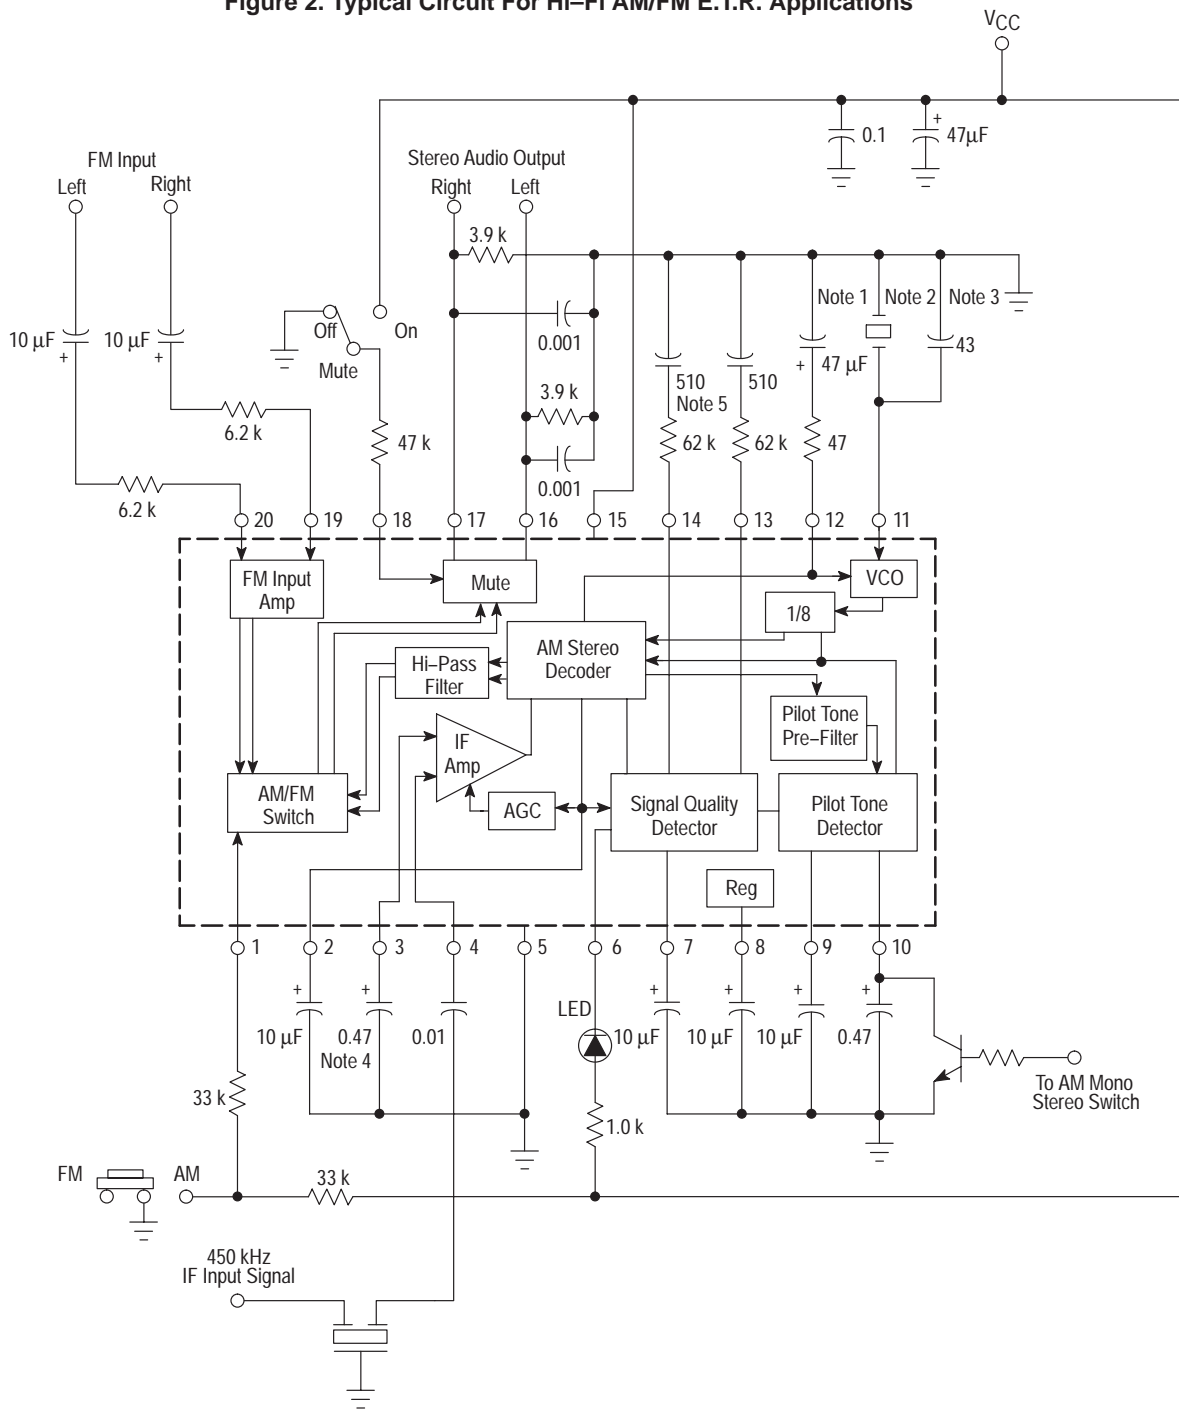 Figure 2. Typical Circuit For Hi–Fi AM/FM E.T.R. Applications
VCC
0.1
+
47µF
FM Input
Left
Right
Stereo Audio Output
Right
Left
3.9 k
Note 1
Note 2
Note 3
10 µF
+
10 µF
+
Off
On
Mute
0.001
43
+
47 µF
510
Note 5
510
3.9 k
6.2 k
47 k
62 k
62 k
47
0.001
6.2 k
20
19
18
17
16
15
14
13
12
11
FM Input
Amp
Mute
VCO
1/8
AM Stereo
Decoder
Hi–Pass
Filter
Pilot Tone
Pre–Filter
IF
Amp
AM/FM
Switch
AGC
Signal Quality
Detector
Pilot Tone
Detector
Reg
1
2
3
4
5
6
7
8
9
10
+
+
+
+
+
+
LED
10 µF
0.47
Note 4
0.01
10 µF
10 µF
10 µF
0.47
To AM Mono
Stereo Switch
33 k
1.0 k
FM
AM
33 k
450 kHz
IF Input Signal